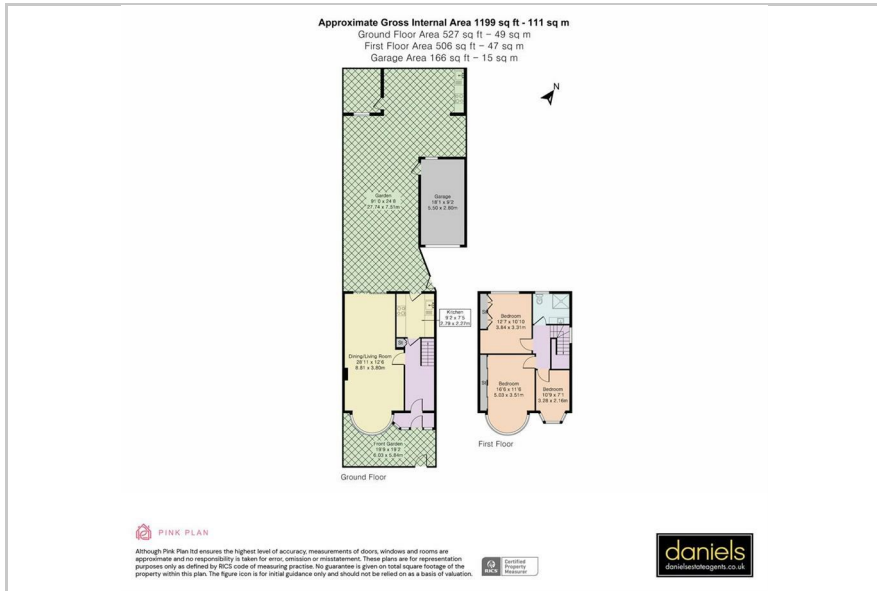 Approximate Gross Internal Area 1199 sq ft - 111 sq m
Ground Floor Area 527 sq ft – 49 sq m
First Floor Area 506 sq ft – 47 sq m
Garage Area 166 sq ft – 15 sq m
N
Garden
91'0 x 24'8
27.74 x 7.51m
Garage
18'1 x 9'2
5.50 x 2.80m
Kitchen
9'2 x 7'5
2.79 x 2.27m
Dining/Living Room
28'11 x 12'6
8.81 x 3.80m
Front Garden
19'9 x 19'2
6.03 x 5.84m
Ground Floor
Bedroom
12'7 x 10'10
3.84 x 3.31m
Bedroom
16'6 x 11'6
5.03 x 3.51m
Bedroom
10'9 x 7'1
3.28 x 2.16m
First Floor
PINK PLAN
Although Pink Plan ltd ensures the highest level of accuracy, measurements of doors, windows and rooms are
approximate and no responsibility is taken for error, omission or misstatement. These plans are for representation
purposes only as defined by RICS code of measuring practise. No guarantee is given on total square footage of the
property within this plan. The figure icon is for initial guidance only and should not be relied on as a basis of valuation.
RICS
Certified
Property
Measurer
daniels
danielsestateagents.co.uk